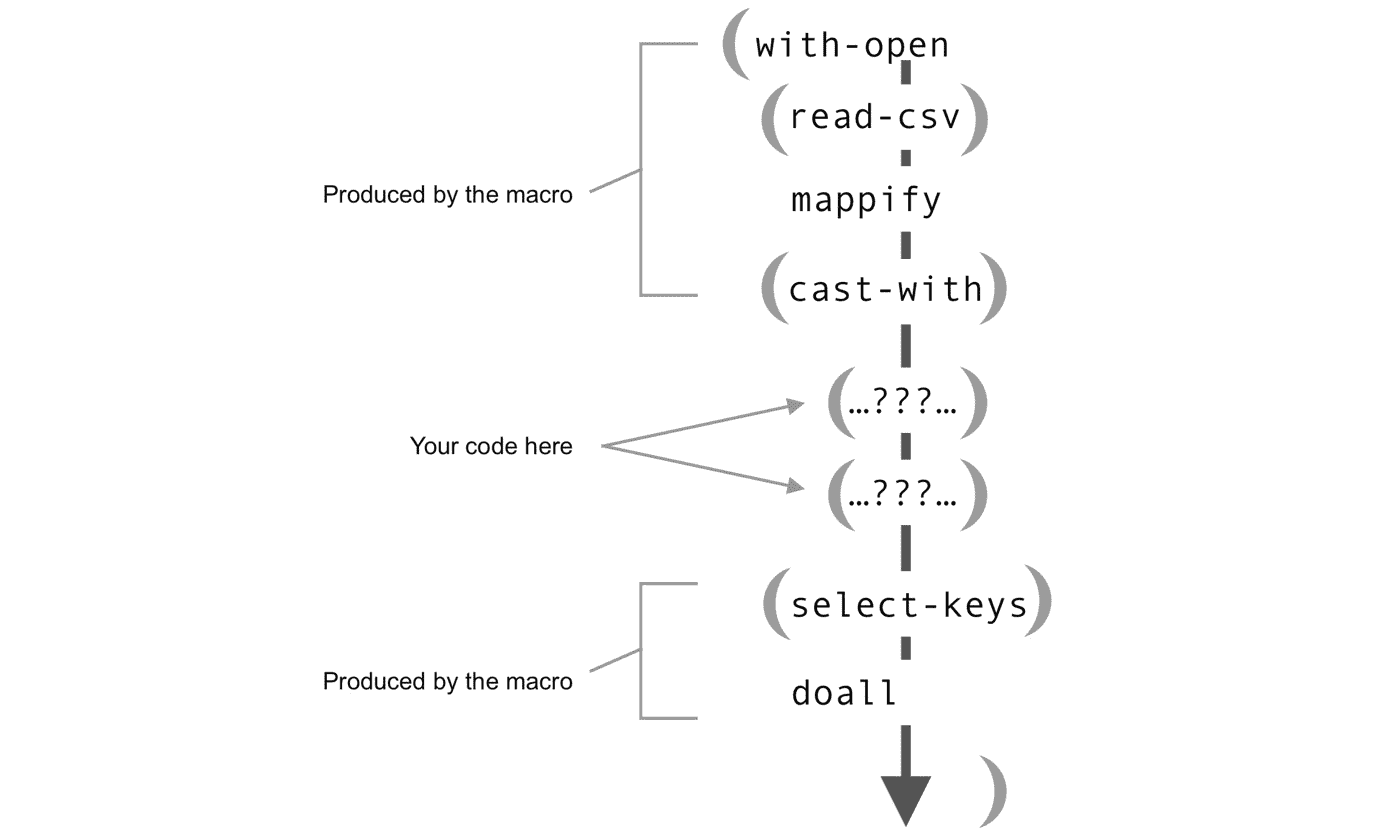 (with-open
(read-csv)
Produced by the macro
mappify
(cast-with)
(…???…)
Your code here
(…???…)
(select-keys)
Produced by the macro
doall
)